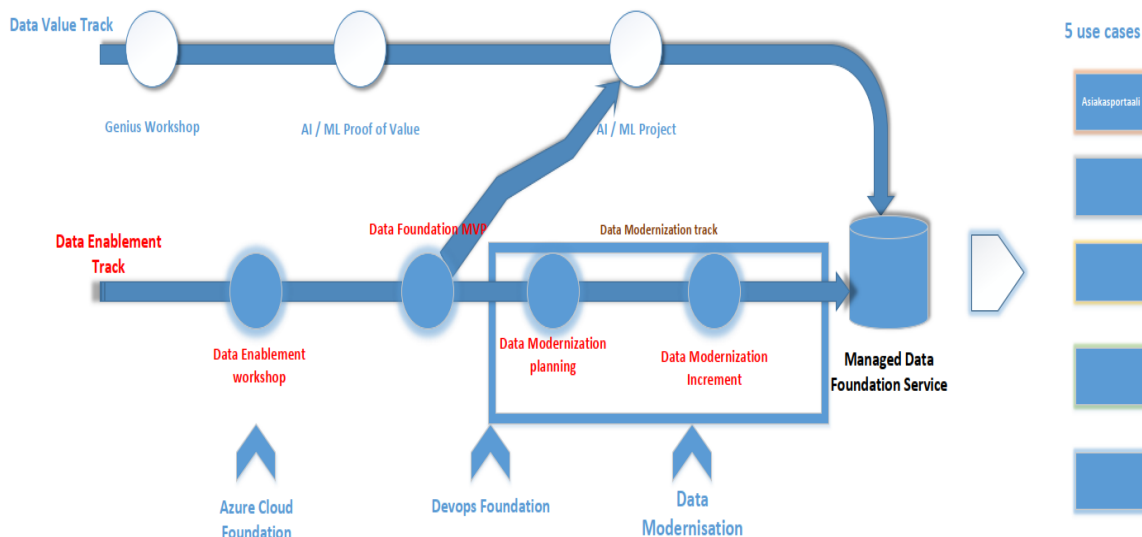 Data Value Track
5 use cases
Asiakasportaali
Genius Workshop
AI / ML Proof of Value
AI / ML Project
Data Enablement
Track
Data Foundation MVP
Data Modernization track
Data Enablement
workshop
Data Modernization
planning
Data Modernization
Increment
Managed Data
Foundation Service
Azure Cloud
Foundation
Devops Foundation
Data
Modernisation